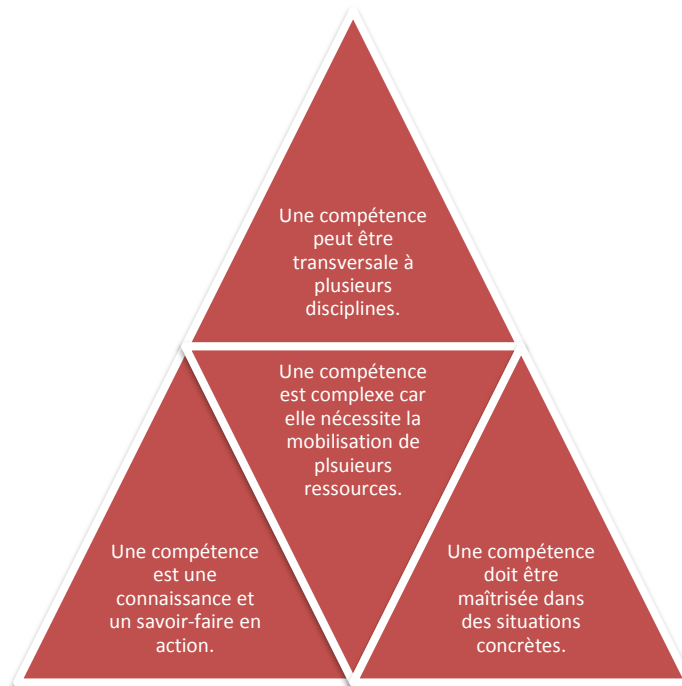 Une compétence
peut être
transversale à
plusieurs
disciplines.
Une compétence
est complexe car
elle nécessite la
mobilisation de
plsuieurs
ressources.
Une compétence
est une
connaissance et
un savoir-faire en
action.
Une compétence
doit être
maîtrisée dans
des situations
concrètes.